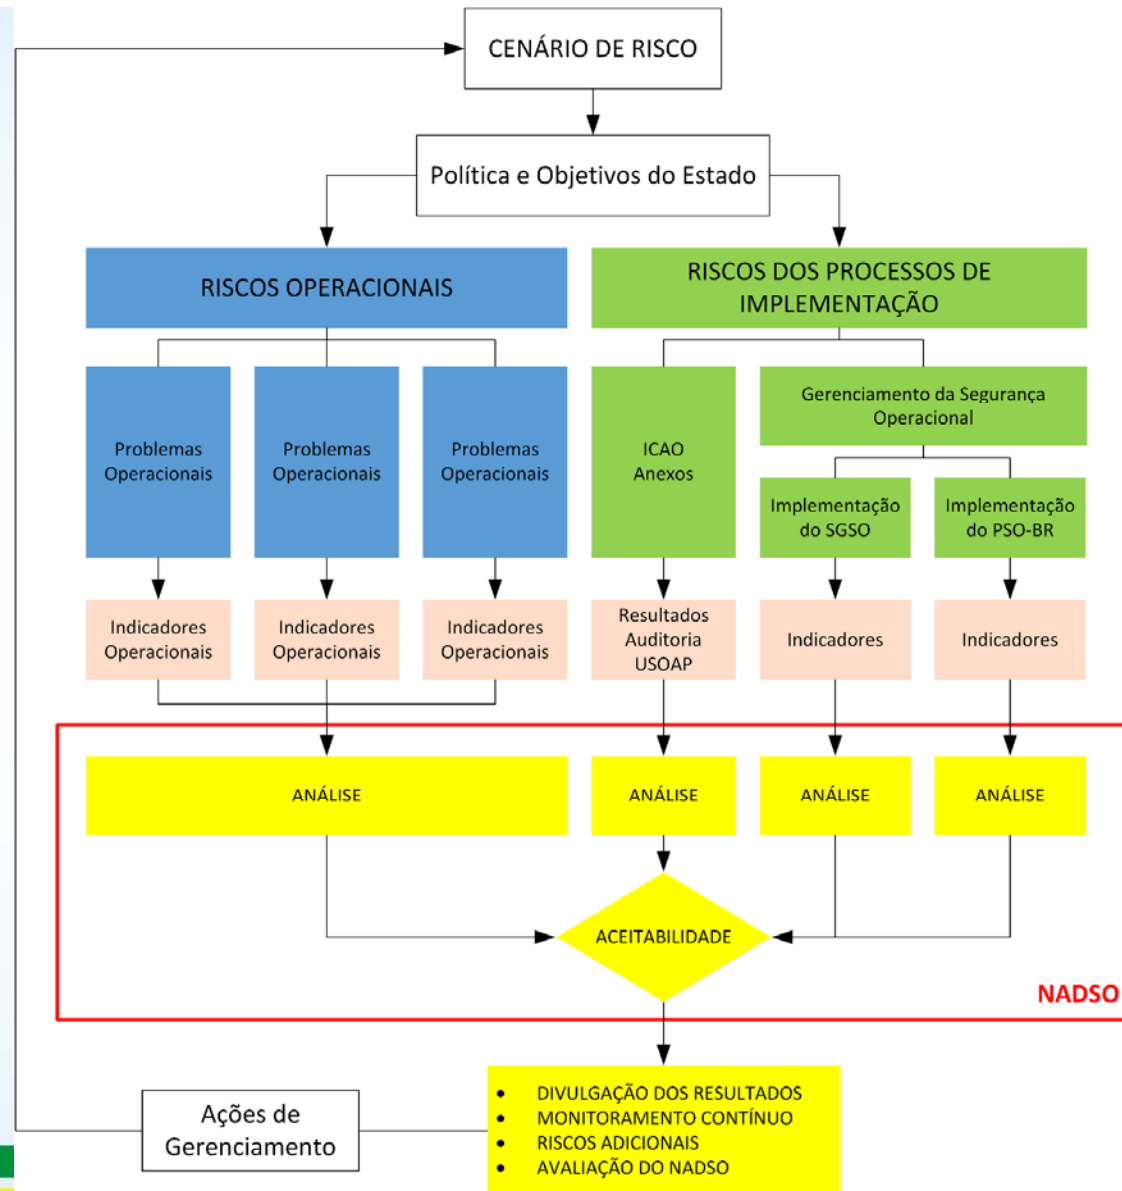 CENÁRIO DE RISCO
Política e Objetivos do Estado
RISCOS OPERACIONAIS
RISCOS DOS PROCESSOS DE
IMPLEMENTAÇÃO
Problemas
Operacionais
Problemas
Operacionais
Problemas
Operacionais
ICAO
Anexos
Gerenciamento da Segurança
Operacional
Implementação
do SGSO
Implementação
do PSO-BR
Indicadores
Operacionais
Indicadores
Operacionais
Indicadores
Operacionais
Resultados
Auditoria
USOAP
Indicadores
Indicadores
ANÁLISE
ANÁLISE
ANÁLISE
ANÁLISE
ACEITABILIDADE
NADSO
Ações de
Gerenciamento
• DIVULGAÇÃO DOS RESULTADOS
• MONITORAMENTO CONTÍNUO
• RISCOS ADICIONAIS
• AVALIAÇÃO DO NADSO